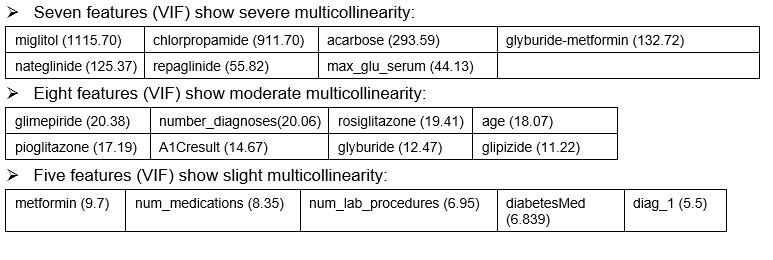 ➢ Seven features (VIF) show severe multicollinearity:
miglitol (1115.70) chlorpropamide (911.70) acarbose (293.59) glyburide-metformin (132.72)
nateglinide (125.37) repaglinide (55.82) max_glu_serum (44.13)
➢ Eight features (VIF) show moderate multicollinearity:
glimepiride (20.38) number_diagnoses(20.06) rosiglitazone (19.41) age (18.07)
pioglitazone (17.19) A1Cresult (14.67) glyburide (12.47) glipizide (11.22)
➢ Five features (VIF) show slight multicollinearity:
metformin (9.7) num_medications (8.35) num_lab_procedures (6.95) diabetesMed diag_1 (5.5)
(6.839)